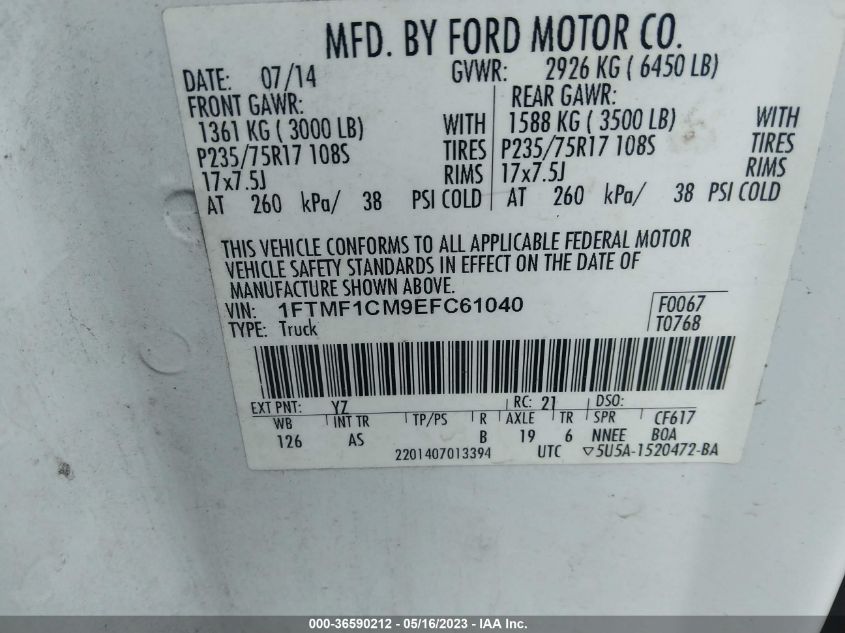 MFD. BY FORD MOTOR CO.
DATE: 07/14 GVWR: 2926 KG ( 6450 LB)
FRONT GAWR: REAR GAWR:
1361 KG ( 3000 LB) WITH 1588 KG ( 3500 LB) WITH
P235/75R17 108S TIRES P235/75R17 108S TIRES
17x7.5J RIMS 17x7.5J RIMS
AT 260 kPa/ 38 PSI COLD AT 260 kPa/ 38 PSI COLD
THIS VEHICLE CONFORMS TO ALL APPLICABLE FEDERAL MOTOR
VEHICLE SAFETY STANDARDS IN EFFECT ON THE DATE OF
MANUFACTURE SHOWN ABOVE.
VIN: 1FTMF1CM9EFC61040 F0067
TYPE: Truck T0768
EXT PNT: YZ RC: 21 DSO:
WB INT TR TP/PS R AXLE TR SPR CF617
126 AS B 19 6 NNEE BOA
2201407013394 UTC ▽5U5A-1520472-BA
000-36590212 - 05/16/2023 - IAA Inc.